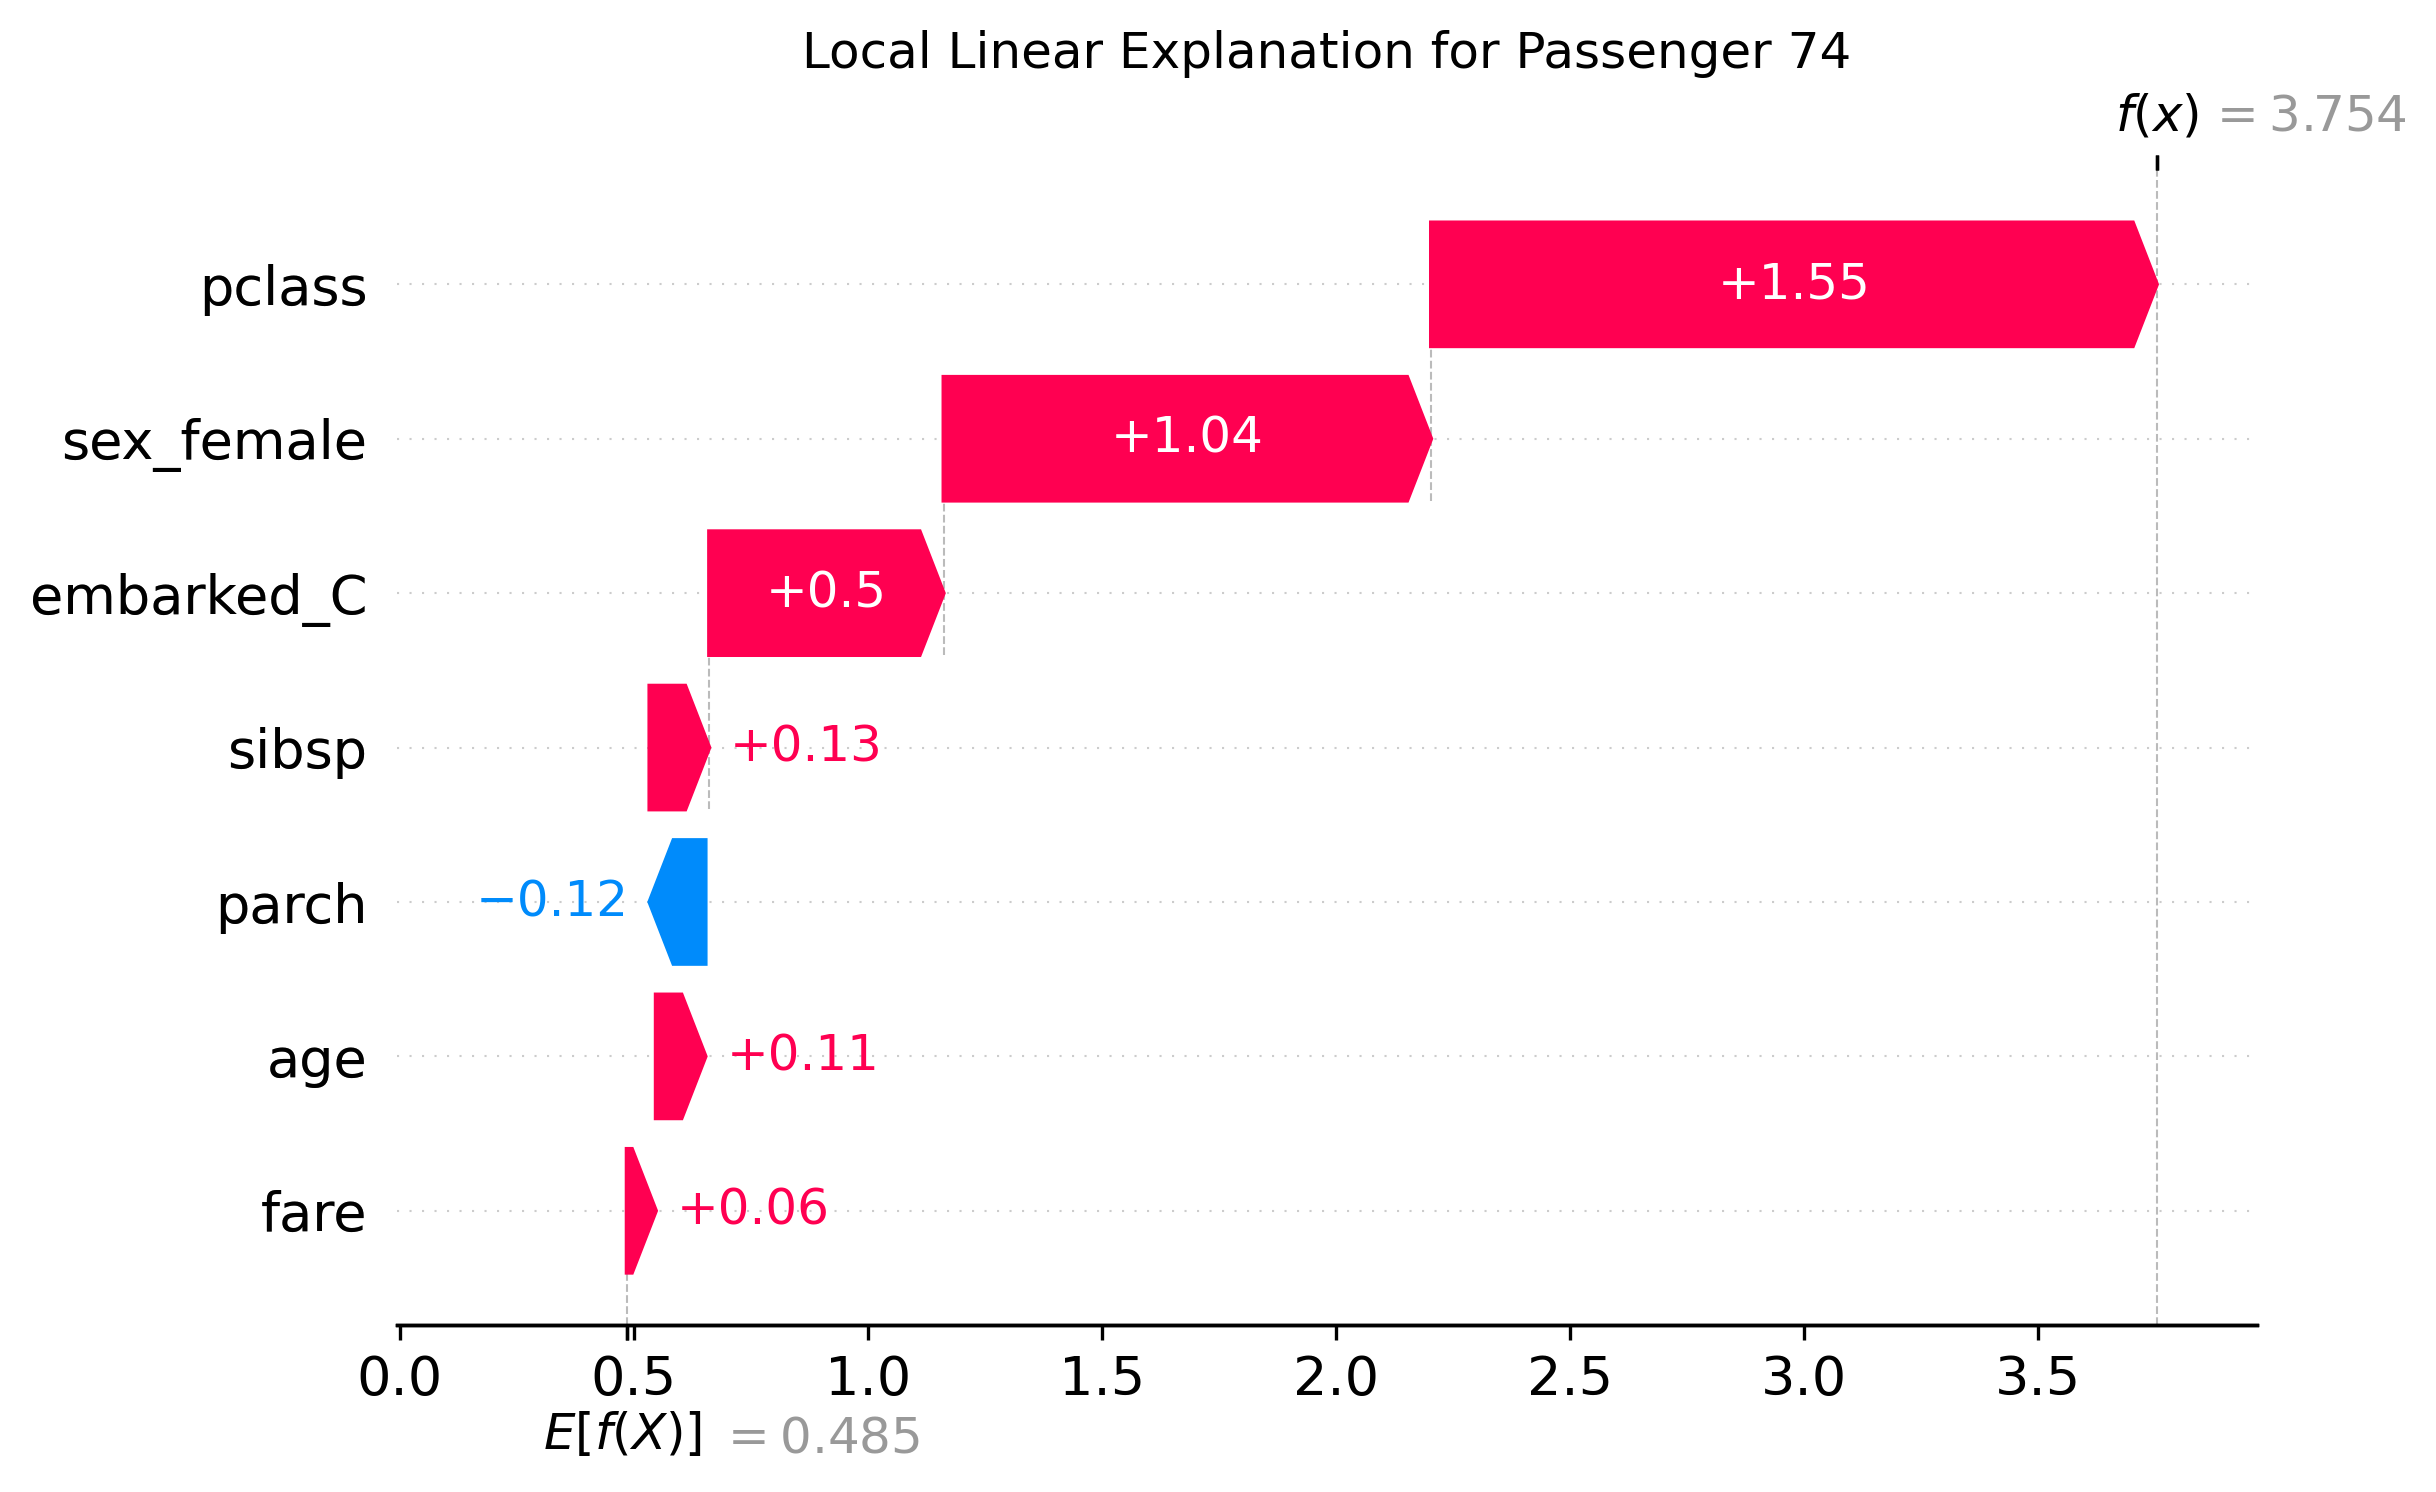 Local Linear Explanation for Passenger 74
f(x) = 3.754
pclass +1.55
sex_female +1.04
embarked_C +0.5
sibsp +0.13
parch −0.12
age +0.11
fare +0.06
0.0 0.5 1.0 1.5 2.0 2.5 3.0 3.5
E[f(X)] = 0.485